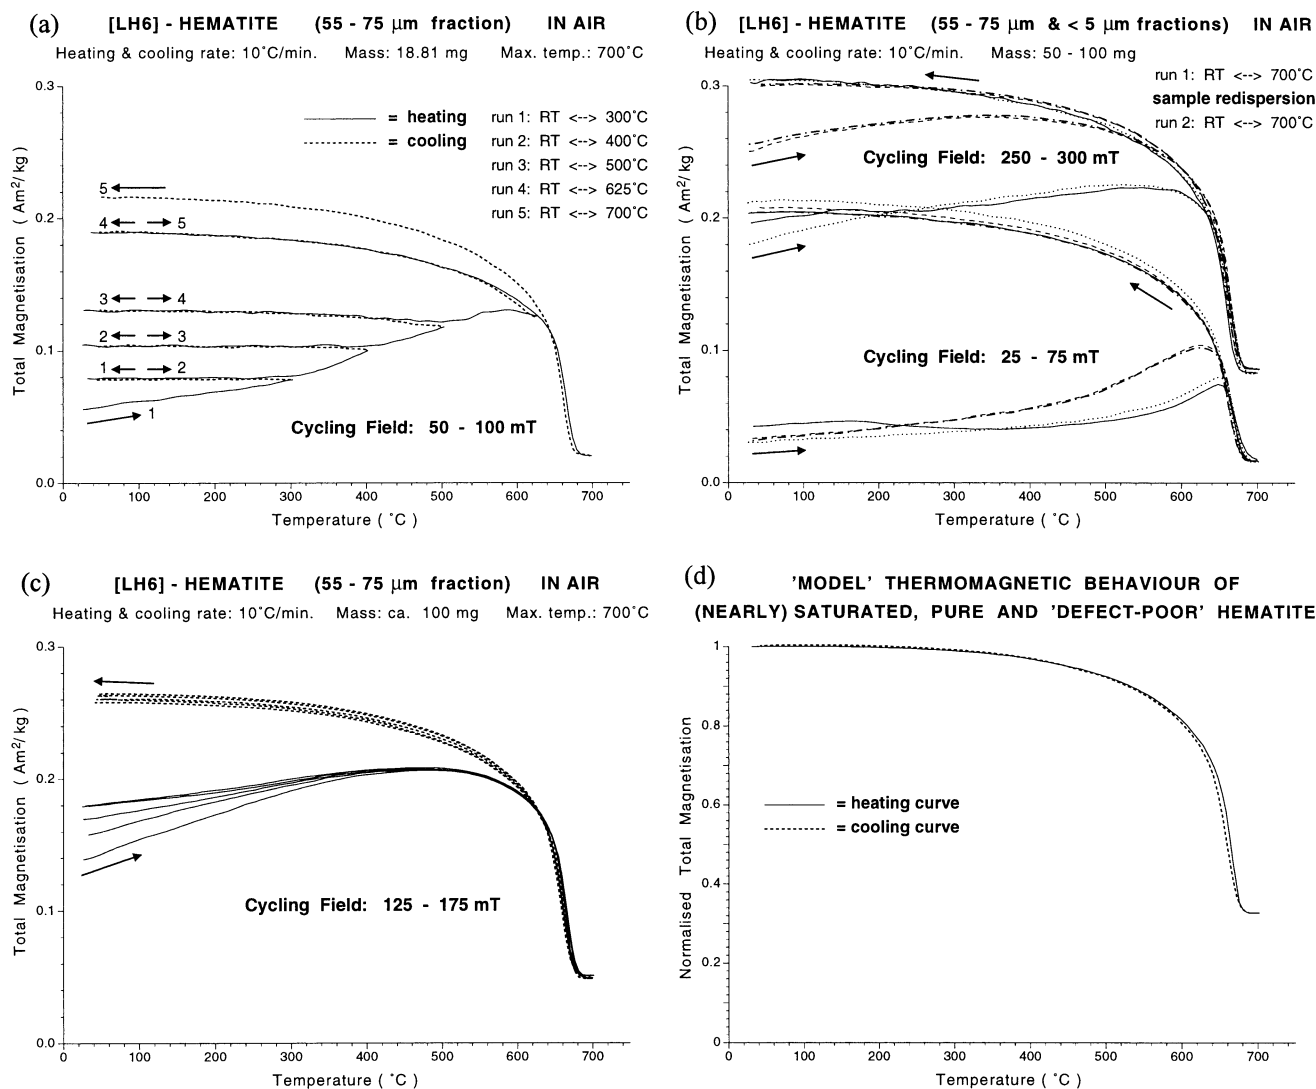 (a) [LH6] - HEMATITE (55 - 75 μm fraction) IN AIR
Heating & cooling rate: 10˚C/min. Mass: 18.81 mg Max. temp.: 700˚C
Total Magnetisation ( Am²/ kg)
0.3
0.2
0.1
0.0
= heating
= cooling
run 1: RT <--> 300˚C
run 2: RT <--> 400˚C
run 3: RT <--> 500˚C
run 4: RT <--> 625˚C
run 5: RT <--> 700˚C
5
4 5
3 4
2 3
1 2
1
Cycling Field: 50 - 100 mT
0 100 200 300 400 500 600 700
Temperature ( ˚C )
(b) [LH6] - HEMATITE (55 - 75 μm & < 5 μm fractions) IN AIR
Heating & cooling rate: 10˚C/min. Mass: 50 - 100 mg
run 1: RT <--> 700˚C
sample redispersion
run 2: RT <--> 700˚C
Total Magnetisation ( Am²/ kg)
0.3
0.2
0.1
0.0
Cycling Field: 250 - 300 mT
Cycling Field: 25 - 75 mT
0 100 200 300 400 500 600 700
Temperature ( ˚C )
(c) [LH6] - HEMATITE (55 - 75 μm fraction) IN AIR
Heating & cooling rate: 10˚C/min. Mass: ca. 100 mg Max. temp.: 700˚C
Total Magnetisation ( Am²/ kg)
0.3
0.2
0.1
0.0
Cycling Field: 125 - 175 mT
0 100 200 300 400 500 600 700
Temperature ( ˚C )
(d) 'MODEL' THERMOMAGNETIC BEHAVIOUR OF
(NEARLY) SATURATED, PURE AND 'DEFECT-POOR' HEMATITE
Normalised Total Magnetisation
1
0.8
0.6
0.4
0.2
0
= heating curve
= cooling curve
0 100 200 300 400 500 600 700
Temperature ( ˚C )